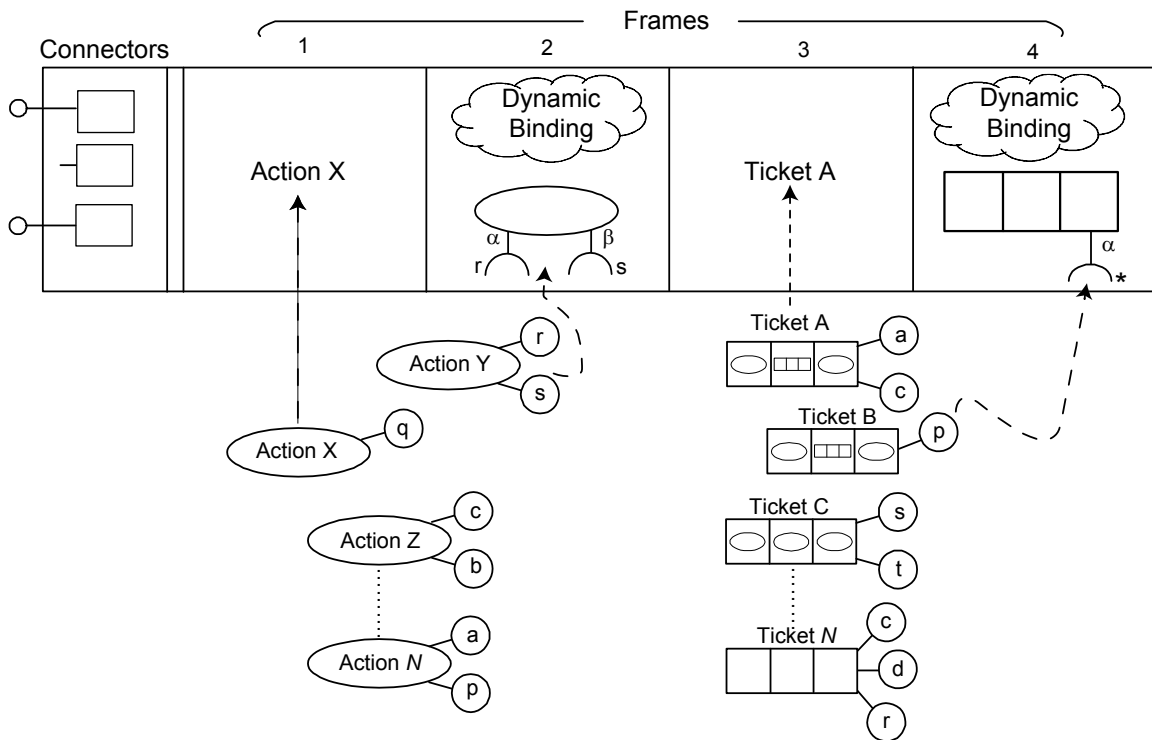 Frames
Connectors
1
2
3
4
Dynamic
Binding
Dynamic
Binding
Action X
Ticket A
α
β
r
s
α
*
Ticket A
r
Action Y
s
a
c
Ticket B
q
Action X
p
Ticket C
c
Action Z
b
s
t
a
Action N
p
Ticket N
c
d
r